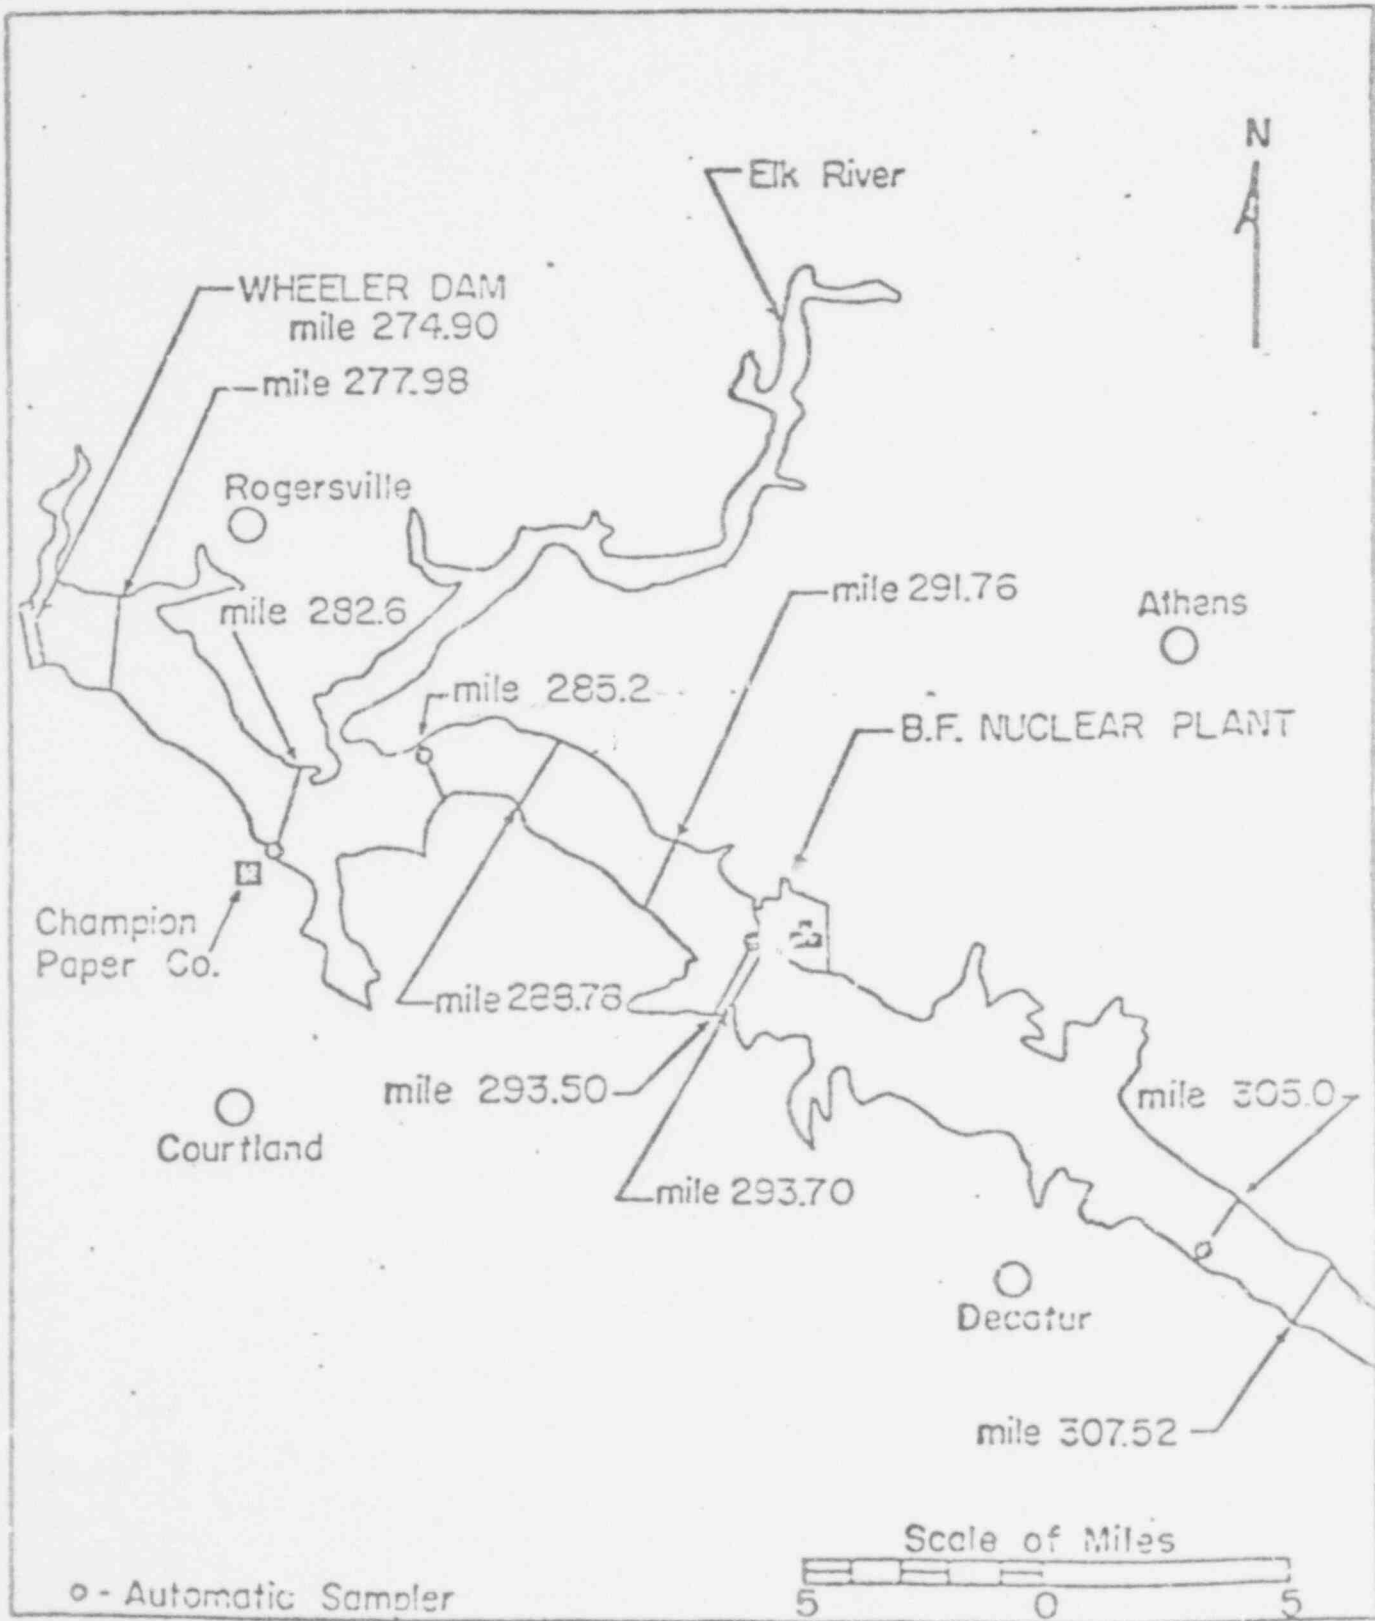 N
Elk River
WHEELER DAM
mile 274.90
mile 277.98
Rogersville
mile 282.6
mile 291.76
Athens
mile 285.2
B.F. NUCLEAR PLANT
Champion
Paper Co.
mile 288.78
mile 293.50
mile 305.0
Courtland
mile 293.70
Decatur
mile 307.52
Scale of Miles
5 0 5
o - Automatic Sampler